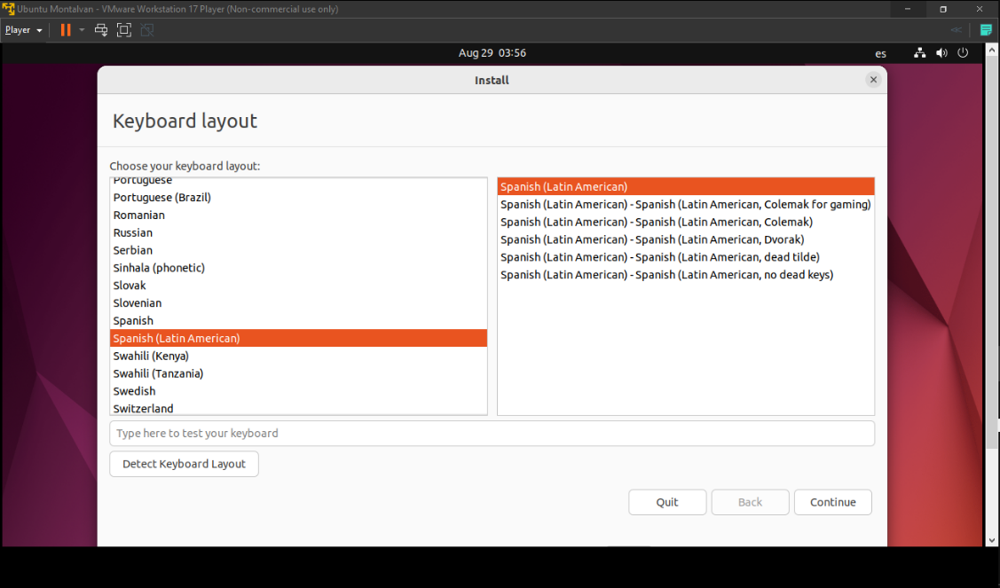 Ubuntu Montalvan - VMware Workstation 17 Player (Non-commercial use only)
Player
Aug 29 03:56
es
Install
Keyboard layout
Choose your keyboard layout:
Portuguese
Portuguese (Brazil)
Romanian
Russian
Serbian
Sinhala (phonetic)
Slovak
Slovenian
Spanish
Spanish (Latin American)
Swahili (Kenya)
Swahili (Tanzania)
Swedish
Switzerland
Spanish (Latin American)
Spanish (Latin American) - Spanish (Latin American, Colemak for gaming)
Spanish (Latin American) - Spanish (Latin American, Colemak)
Spanish (Latin American) - Spanish (Latin American, Dvorak)
Spanish (Latin American) - Spanish (Latin American, dead tilde)
Spanish (Latin American) - Spanish (Latin American, no dead keys)
Type here to test your keyboard
Detect Keyboard Layout
Quit
Back
Continue